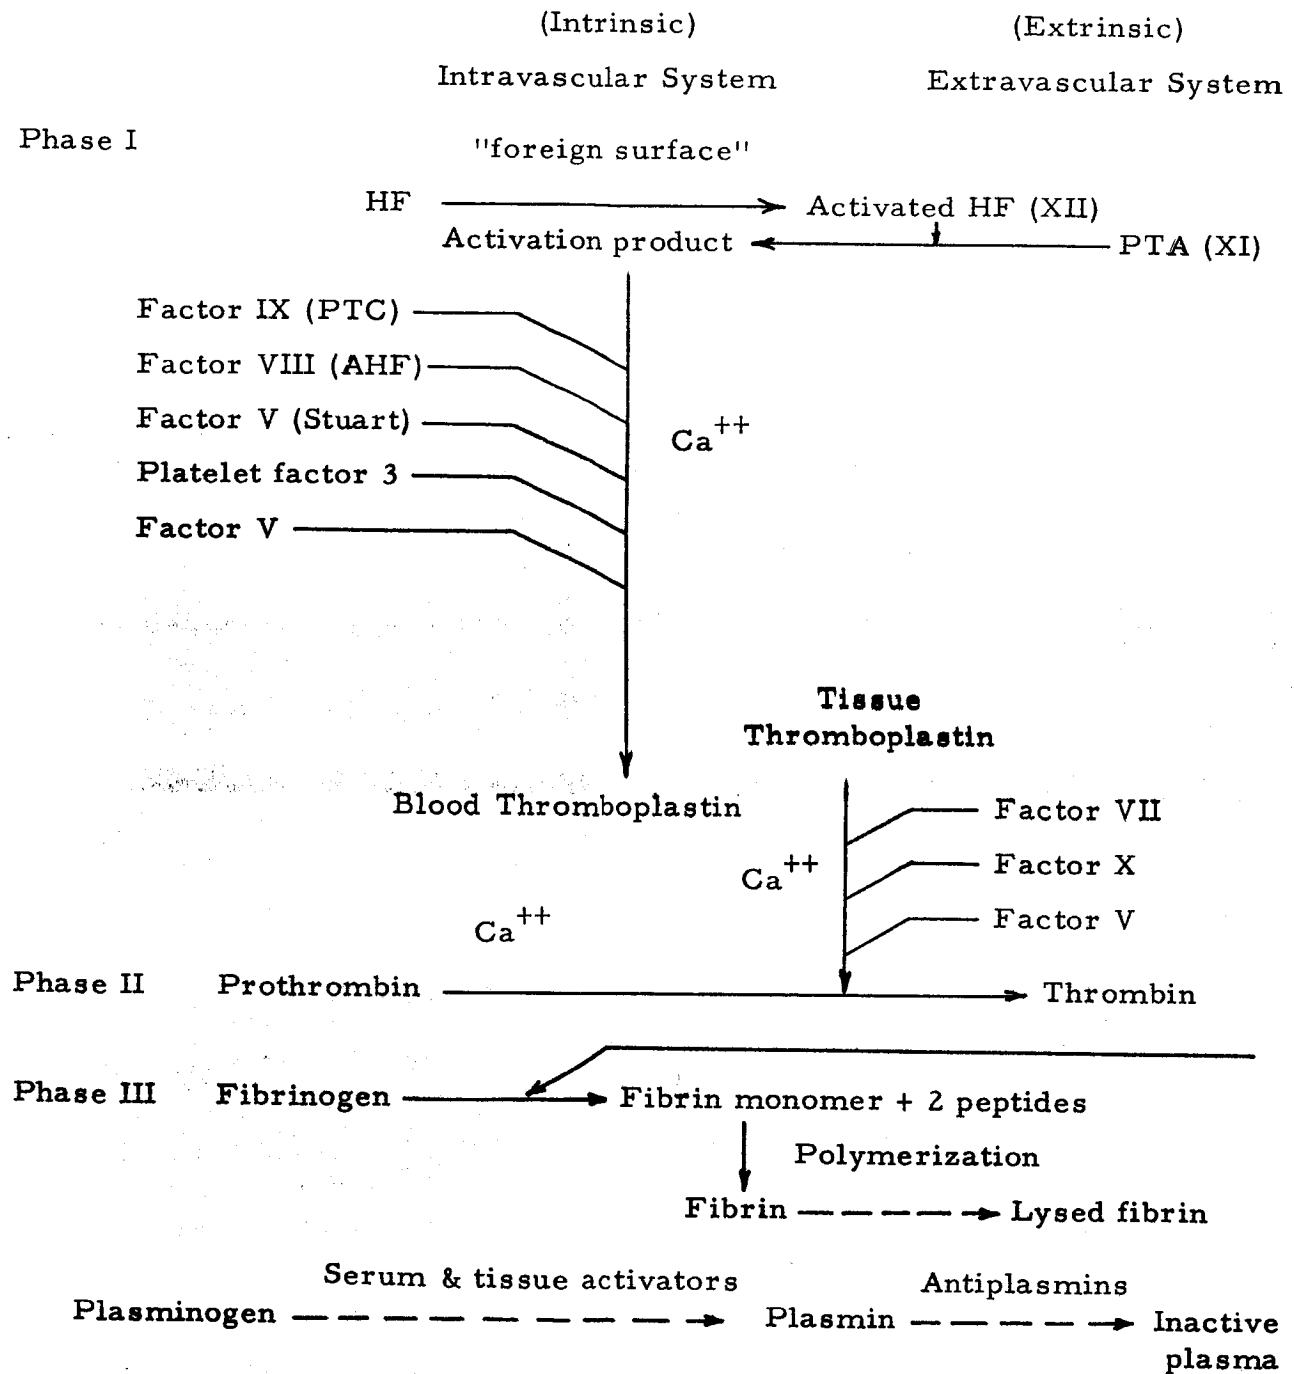 (Intrinsic) (Extrinsic)
Intravascular System Extravascular System
Phase I "foreign surface"
HF Activated HF (XII)
Activation product PTA (XI)
Factor IX (PTC)
Factor VIII (AHF)
Factor V (Stuart)
Ca++
Platelet factor 3
Factor V
Tissue
Thromboplastin
Blood Thromboplastin
Factor VII
Ca++
Factor X
Factor V
Ca++
Phase II Prothrombin Thrombin
Phase III Fibrinogen Fibrin monomer + 2 peptides
Polymerization
Fibrin Lysed fibrin
Serum & tissue activators Antiplasmins
Plasminogen Plasmin Inactive
plasma